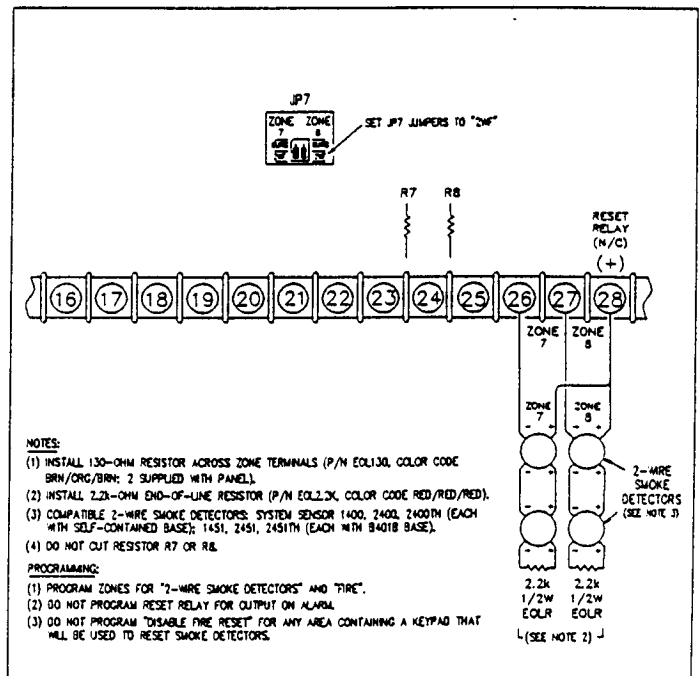 JP7
ZONE ZONE
7 8
SET JP7 JUMPERS TO "2WF"
R7 R8
RESET
RELAY
(N/C)
(+)
16 17 18 19 20 21 22 23 24 25 26 27 28
ZONE ZONE
7 8
ZONE ZONE
7 8
2-WIRE
SMOKE
DETECTORS
(SEE NOTE 3)
2.2k 2.2k
1/2W 1/2W
EOLR EOLR
(SEE NOTE 2)
NOTES:
(1) INSTALL 130-OHM RESISTOR ACROSS ZONE TERMINALS (P/N EOL130, COLOR CODE
BRN/ORG/BRN; 2 SUPPLIED WITH PANEL).
(2) INSTALL 2.2k-OHM END-OF-LINE RESISTOR (P/N EOL2.2K, COLOR CODE RED/RED/RED).
(3) COMPATIBLE 2-WIRE SMOKE DETECTORS: SYSTEM SENSOR 1400, 2400, 2400TH (EACH
WITH SELF-CONTAINED BASE); 1451, 2451, 2451TH (EACH WITH B401B BASE).
(4) DO NOT CUT RESISTOR R7 OR R8.
PROGRAMMING:
(1) PROGRAM ZONES FOR "2-WIRE SMOKE DETECTORS" AND "FIRE".
(2) DO NOT PROGRAM RESET RELAY FOR OUTPUT ON ALARM.
(3) DO NOT PROGRAM "DISABLE FIRE RESET" FOR ANY AREA CONTAINING A KEYPAD THAT
WILL BE USED TO RESET SMOKE DETECTORS.